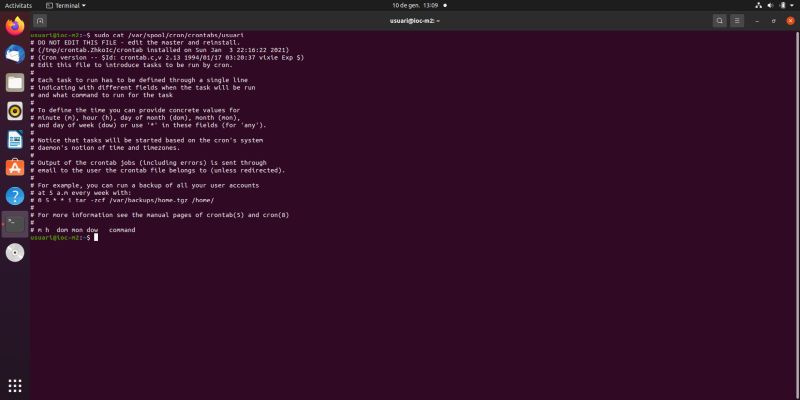 Activitats
Terminal
10 de gen. 13:09
usuari@ioc-m2: ~
usuari@ioc-m2:~$ sudo cat /var/spool/cron/crontabs/usuari
# DO NOT EDIT THIS FILE - edit the master and reinstall.
# (/tmp/crontab.ZhkoIc/crontab installed on Sun Jan  3 22:16:22 2021)
# (Cron version -- $Id: crontab.c,v 2.13 1994/01/17 03:20:37 vixie Exp $)
# Edit this file to introduce tasks to be run by cron.
#
# Each task to run has to be defined through a single line
# indicating with different fields when the task will be run
# and what command to run for the task
#
# To define the time you can provide concrete values for
# minute (m), hour (h), day of month (dom), month (mon),
# and day of week (dow) or use '*' in these fields (for 'any').
#
# Notice that tasks will be started based on the cron's system
# daemon's notion of time and timezones.
#
# Output of the crontab jobs (including errors) is sent through
# email to the user the crontab file belongs to (unless redirected).
#
# For example, you can run a backup of all your user accounts
# at 5 a.m every week with:
# 0 5 * * 1 tar -zcf /var/backups/home.tgz /home/
#
# For more information see the manual pages of crontab(5) and cron(8)
#
# m h  dom mon dow   command
usuari@ioc-m2:~$